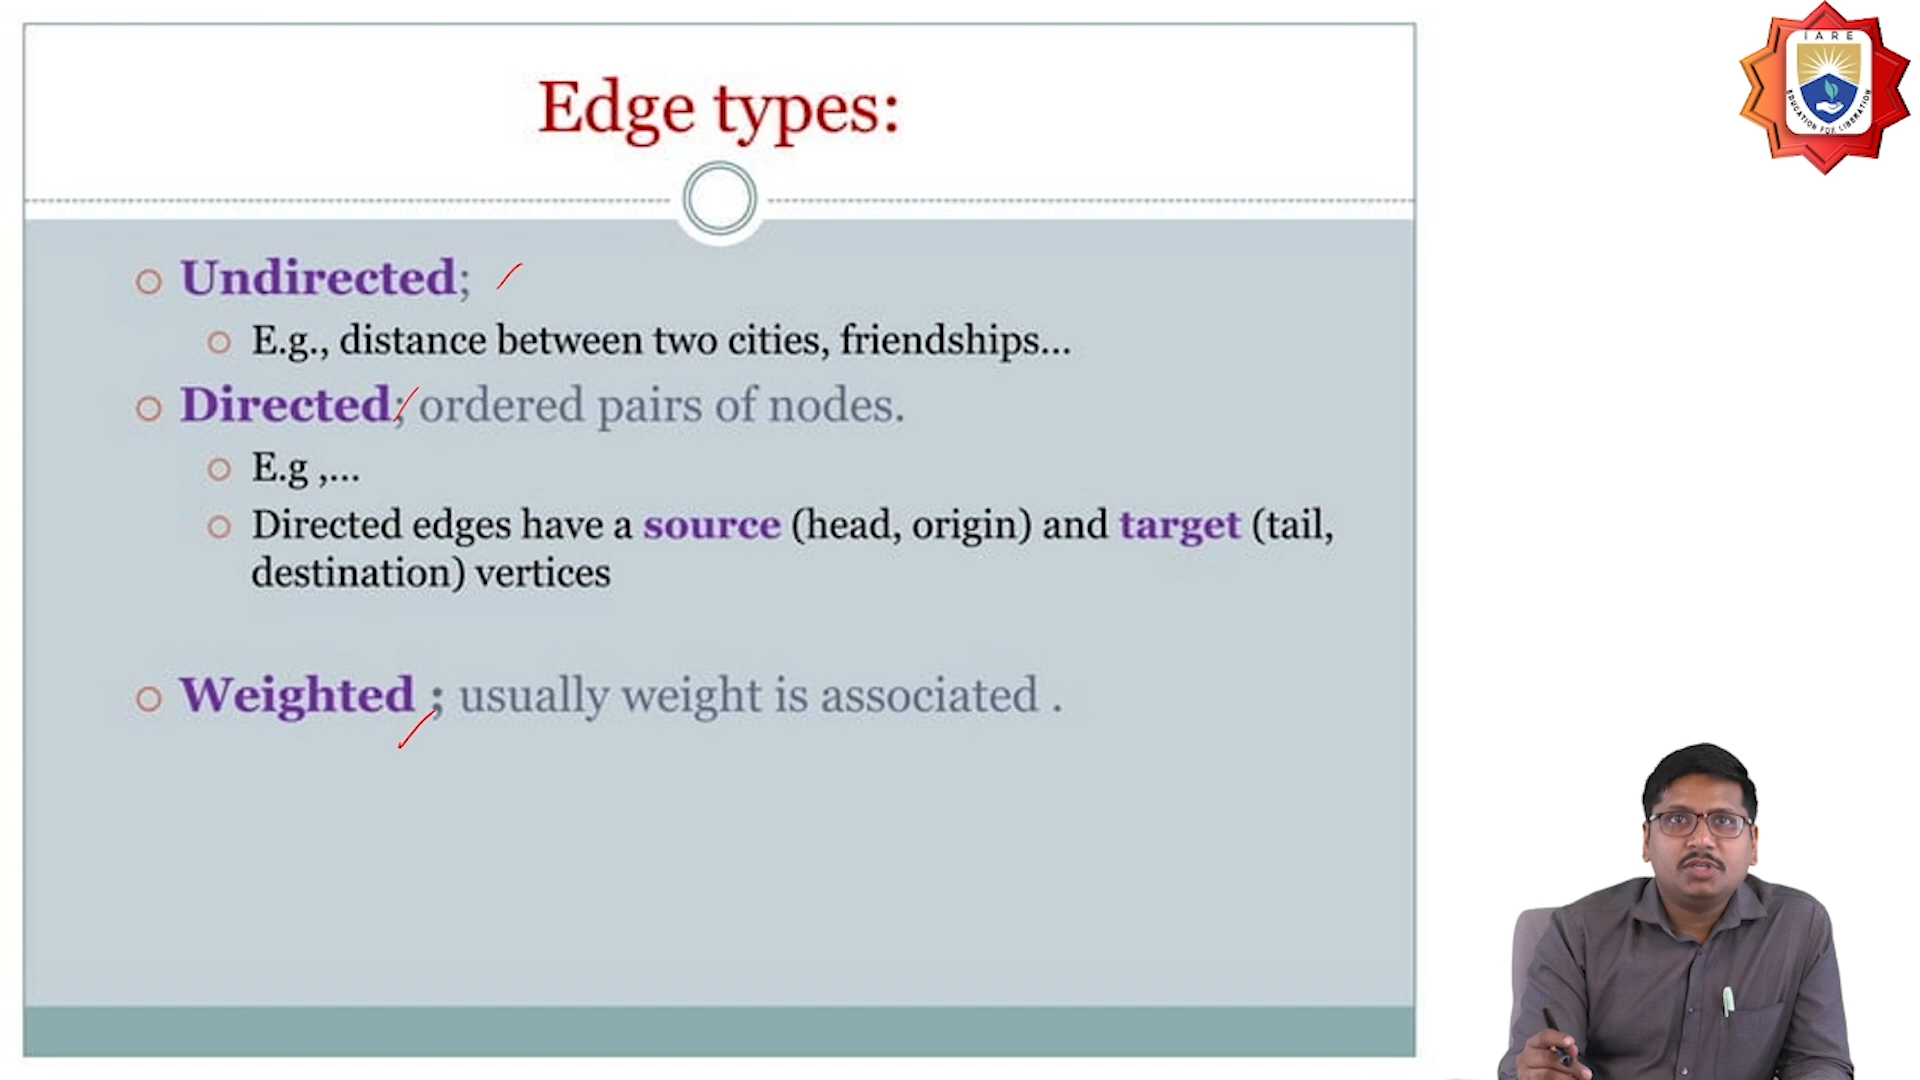 IARE
EDUCATION FOR LIBERATION
Edge types:
Undirected;
E.g., distance between two cities, friendships...
Directed; ordered pairs of nodes.
E.g ,...
Directed edges have a source (head, origin) and target (tail,
destination) vertices
Weighted ; usually weight is associated .